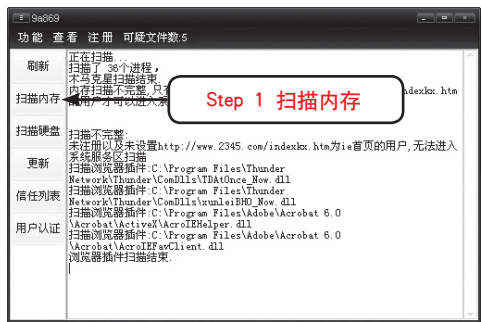 9a869
功能 查看 注册 可疑文件数:5
刷新
扫描内存
扫描硬盘
更新
信任列表
用户认证
正在扫描...
扫描了 36个进程,
木马克星扫描结束.
内存扫描不完整,只有
ndexkx.htm
的用户才可以进入系
Step 1 扫描内存
扫描不完整:
未注册以及未设置http://www.2345.com/indexkx.htm为ie首页的用户,无法进入
系统服务区扫描
扫描浏览器插件:C:\Program Files\Thunder
Network\Thunder\ComDlls\TDAtOnce_Now.dll
扫描浏览器插件:C:\Program Files\Thunder
Network\Thunder\ComDlls\xunleiBHO_Now.dll
扫描浏览器插件:C:\Program Files\Adobe\Acrobat 6.0
\Acrobat\ActiveX\AcroIEHelper.dll
扫描浏览器插件:C:\Program Files\Adobe\Acrobat 6.0
\Acrobat\AcroIEFavClient.dll
浏览器插件扫描结束.